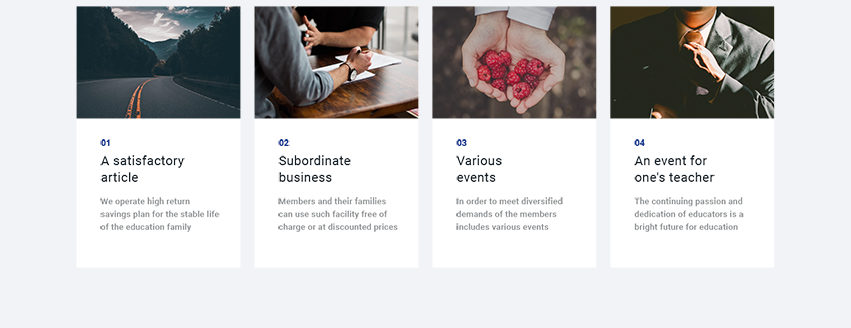 01
A satisfactory
article
We operate high return
savings plan for the stable life
of the education family
02
Subordinate
business
Members and their families
can use such facility free of
charge or at discounted prices
03
Various
events
In order to meet diversified
demands of the members
includes various events
04
An event for
one's teacher
The continuing passion and
dedication of educators is a
bright future for education